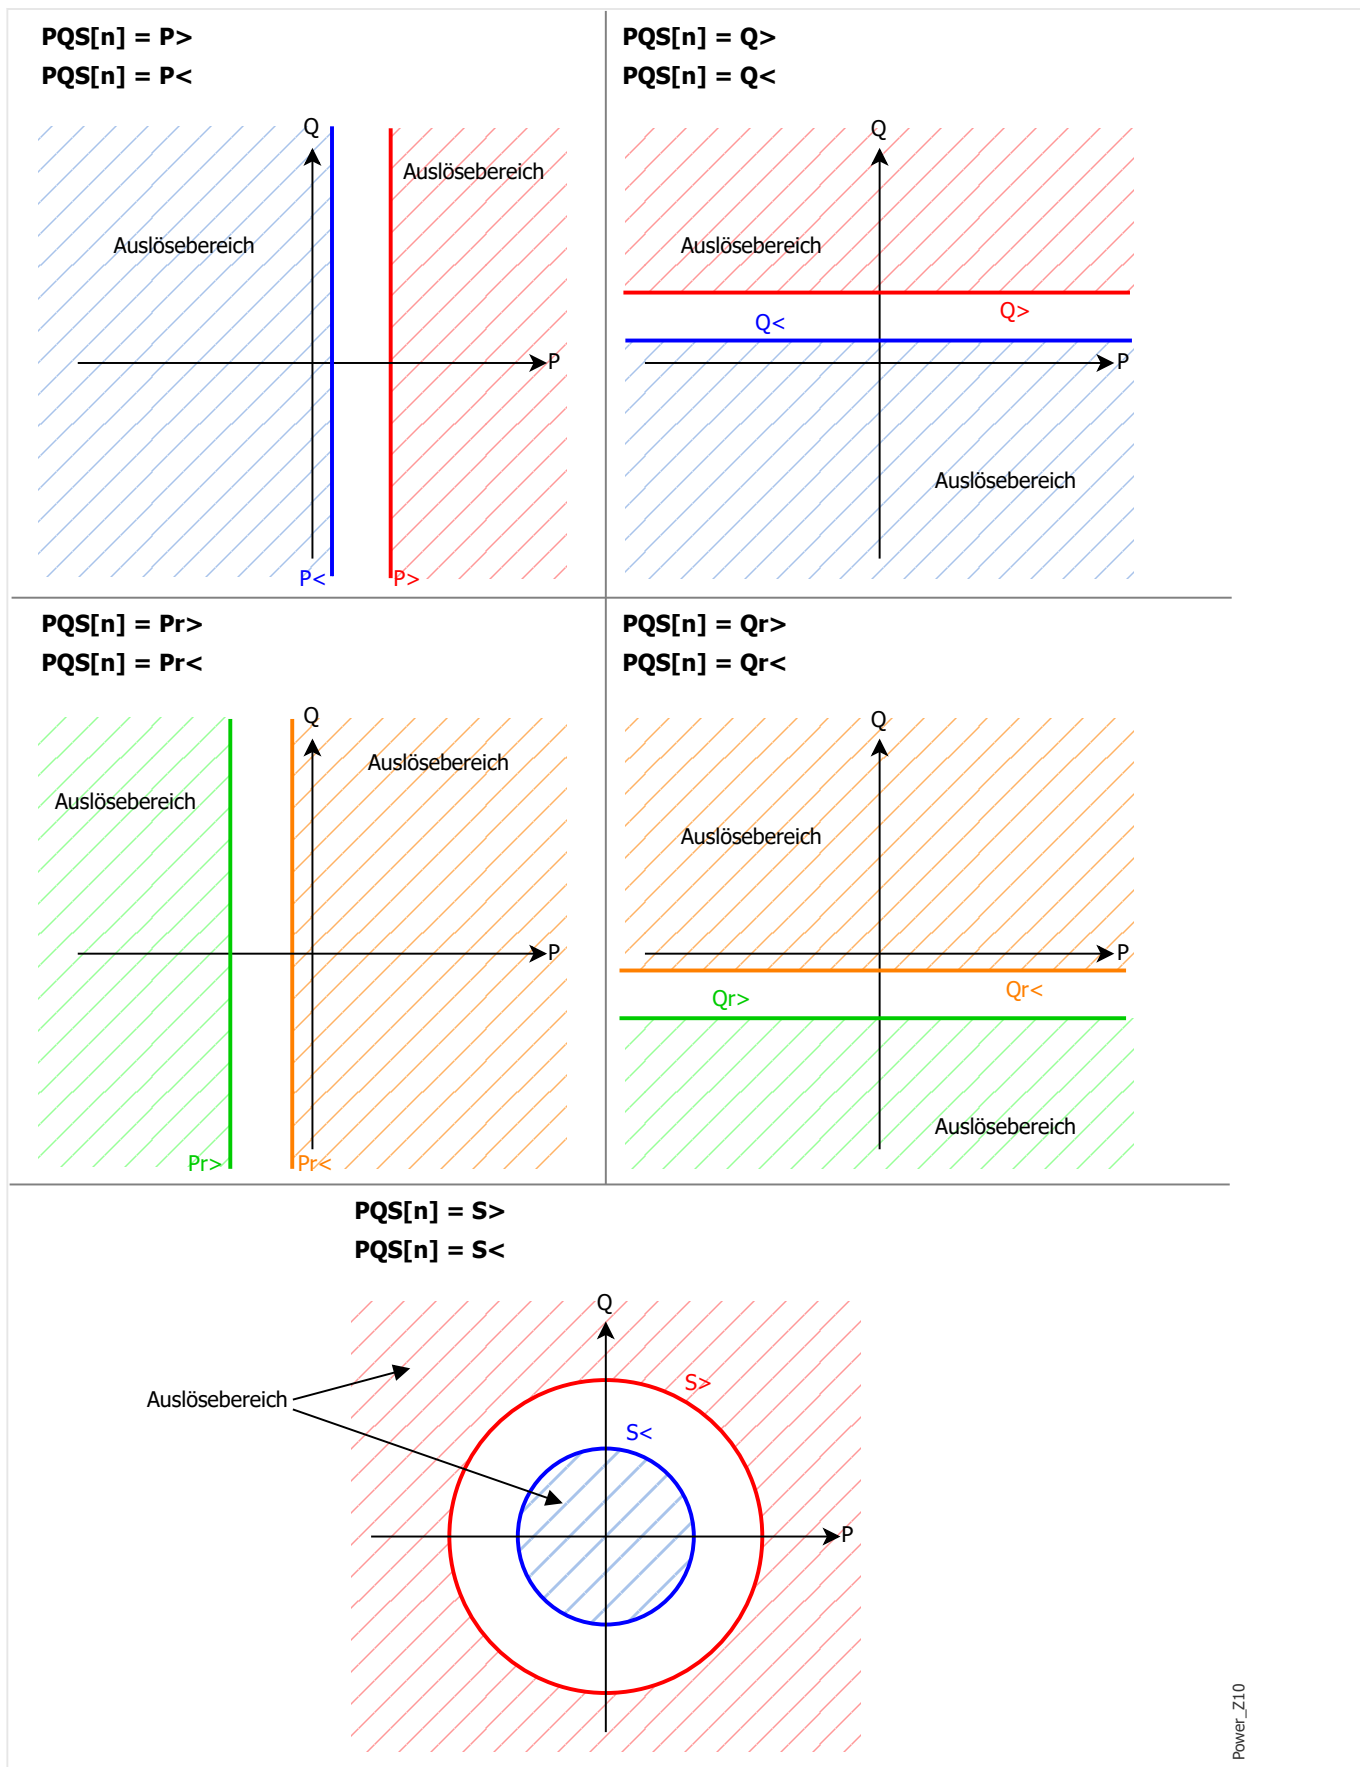 PQS[n] = P>
PQS[n] = P<
Q
Auslösebereich
Auslösebereich
P
P<
P>
PQS[n] = Q>
PQS[n] = Q<
Q
Auslösebereich
Q>
Q<
P
Auslösebereich
PQS[n] = Pr>
PQS[n] = Pr<
Q
Auslösebereich
Auslösebereich
P
Pr>
Pr<
PQS[n] = Qr>
PQS[n] = Qr<
Q
Auslösebereich
P
Qr>
Qr<
Auslösebereich
PQS[n] = S>
PQS[n] = S<
Q
S>
Auslösebereich
S<
P
Power_Z10